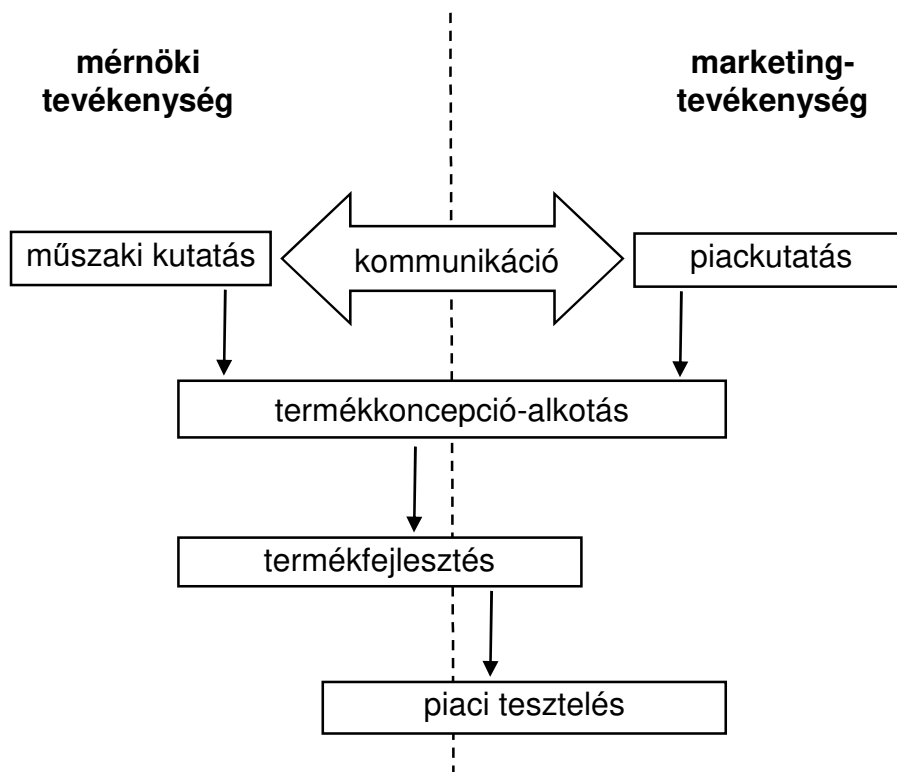 mérnöki
tevékenység
marketing-
tevékenység
műszaki kutatás
kommunikáció
piackutatás
termékkoncepció-alkotás
termékfejlesztés
piaci tesztelés